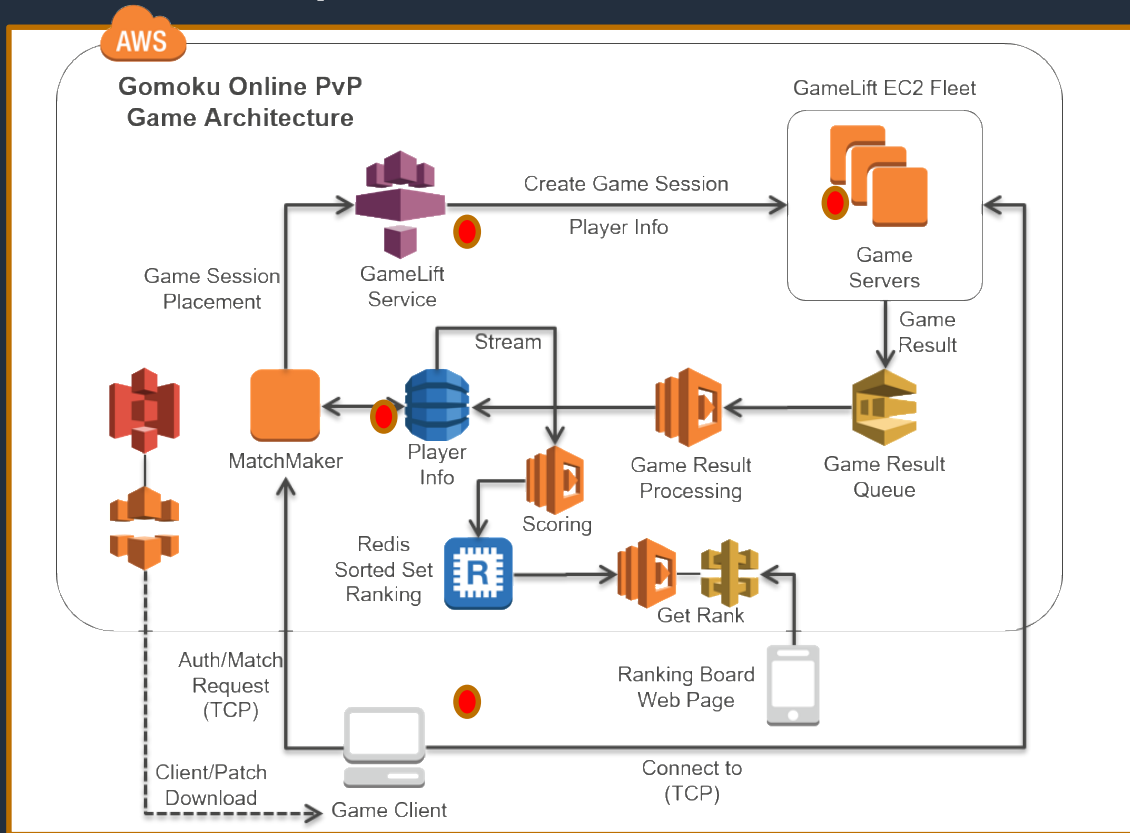 AWS
Gomoku Online PvP
Game Architecture
GameLift EC2 Fleet
Create Game Session
Player Info
Game Session
Placement
GameLift
Service
Game
Servers
Game
Result
Stream
MatchMaker
Player
Info
Game Result
Processing
Game Result
Queue
Scoring
Redis
Sorted Set
Ranking
R
Get Rank
Auth/Match
Request
(TCP)
Ranking Board
Web Page
Client/Patch
Download
Game Client
Connect to
(TCP)